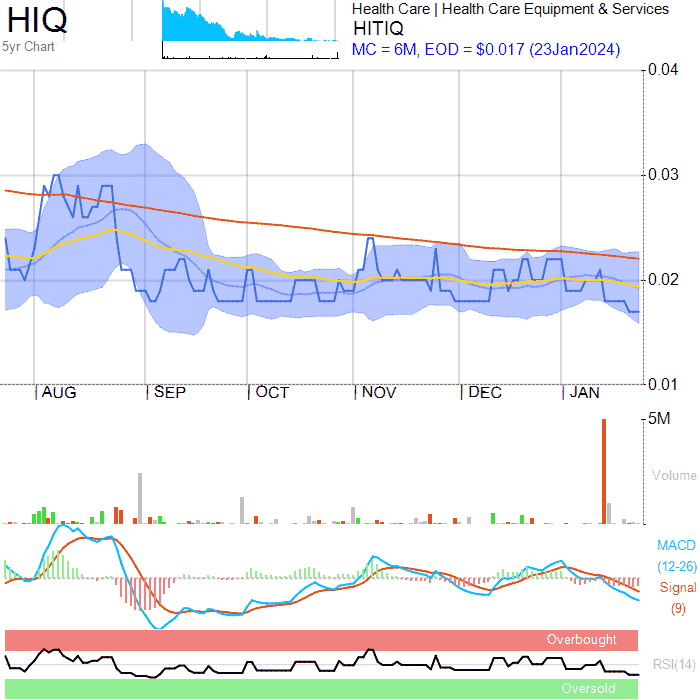 HIQ
5yr Chart
Health Care | Health Care Equipment & Services
HITIQ
MC = 6M, EOD = $0.017 (23Jan2024)
0.04
0.03
0.02
0.01
AUG SEP OCT NOV DEC JAN
5M
Volume
MACD
(12-26)
Signal
(9)
Overbought
RSI(14)
Oversold